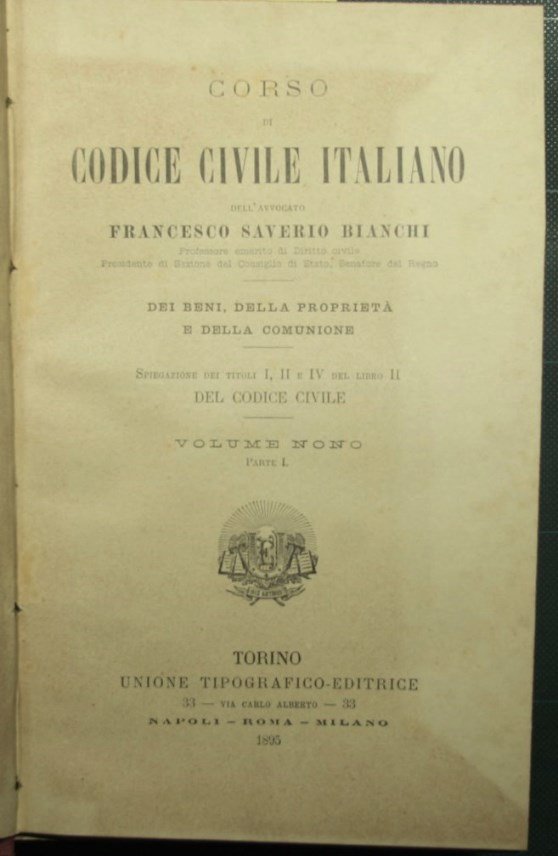 CORSO
DI
CODICE CIVILE ITALIANO
DELL'AVVOCATO
FRANCESCO SAVERIO BIANCHI
Professore emerito di Diritto civile
Presidente di Sezione del Consiglio di Stato, Senatore del Regno
DEI BENI, DELLA PROPRIETÀ
E DELLA COMUNIONE
SPIEGAZIONE DEI TITOLI I, II E IV DEL LIBRO II
DEL CODICE CIVILE
VOLUME NONO
PARTE I.
TORINO
UNIONE TIPOGRAFICO-EDITRICE
33 — VIA CARLO ALBERTO — 33
NAPOLI - ROMA - MILANO
1895